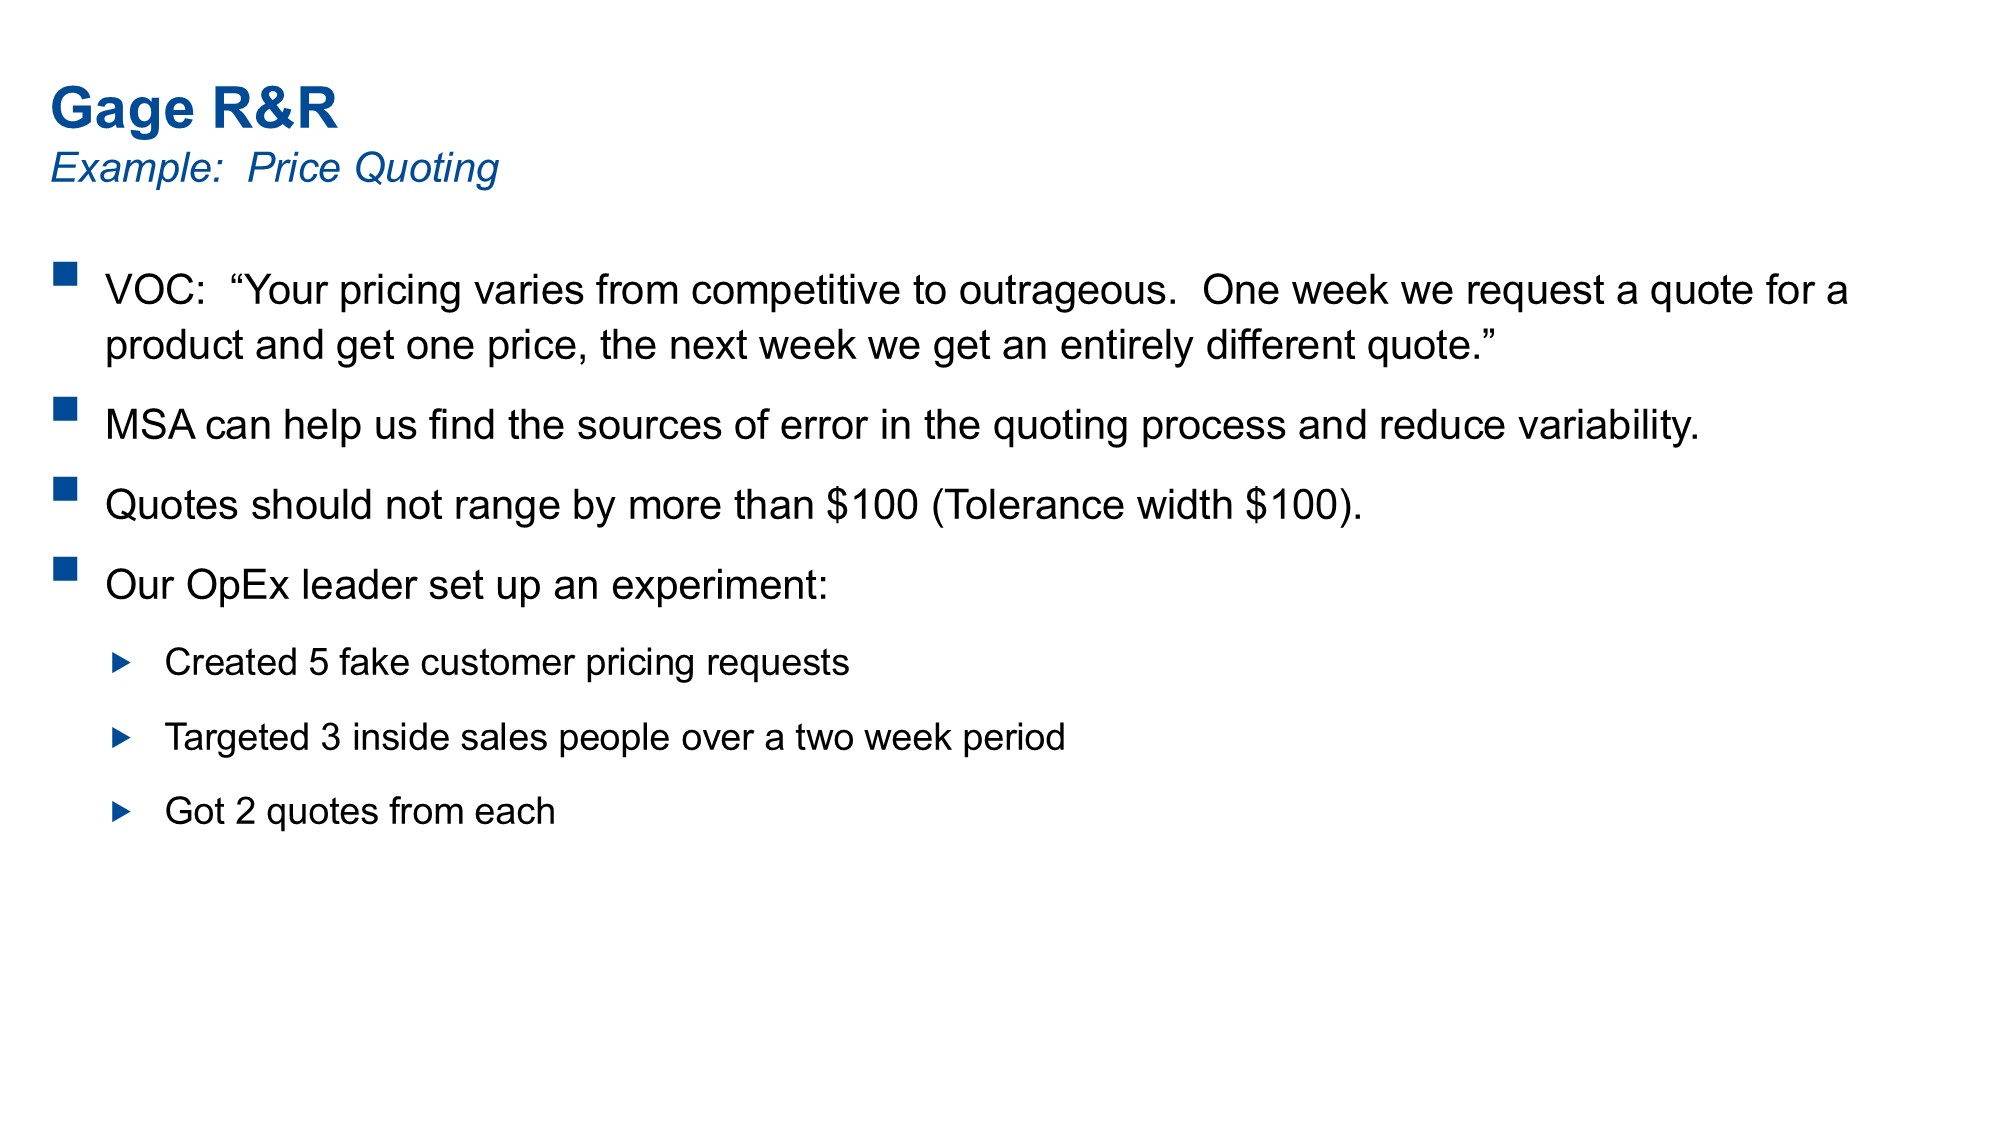 Gage R&R
Example:  Price Quoting
VOC:  “Your pricing varies from competitive to outrageous.  One week we request a quote for a
product and get one price, the next week we get an entirely different quote.”
MSA can help us find the sources of error in the quoting process and reduce variability.
Quotes should not range by more than $100 (Tolerance width $100).
Our OpEx leader set up an experiment:
Created 5 fake customer pricing requests
Targeted 3 inside sales people over a two week period
Got 2 quotes from each